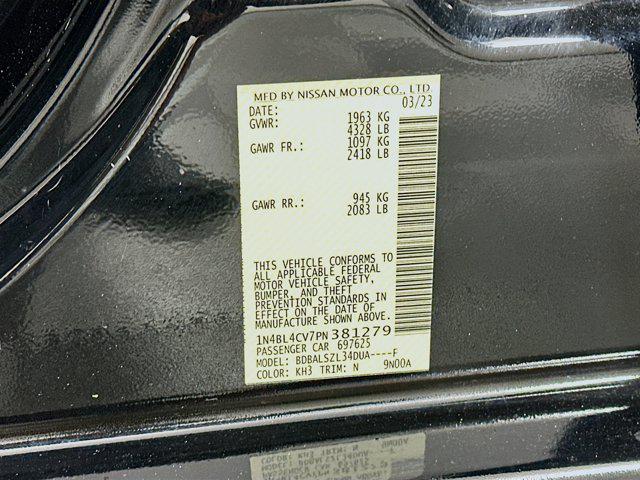 MFD BY NISSAN MOTOR CO., LTD.
DATE: 03/23
GVWR: 1963 KG
4328 LB
GAWR FR.: 1097 KG
2418 LB
GAWR RR.: 945 KG
2083 LB
THIS VEHICLE CONFORMS TO
ALL APPLICABLE FEDERAL
MOTOR VEHICLE SAFETY,
BUMPER, AND THEFT
PREVENTION STANDARDS IN
EFFECT ON THE DATE OF
MANUFACTURE SHOWN ABOVE.
1N4BL4CV7PN381279
PASSENGER CAR 697625
MODEL: BDBALSZL34DUA----F
COLOR: KH3 TRIM: N 9N00A